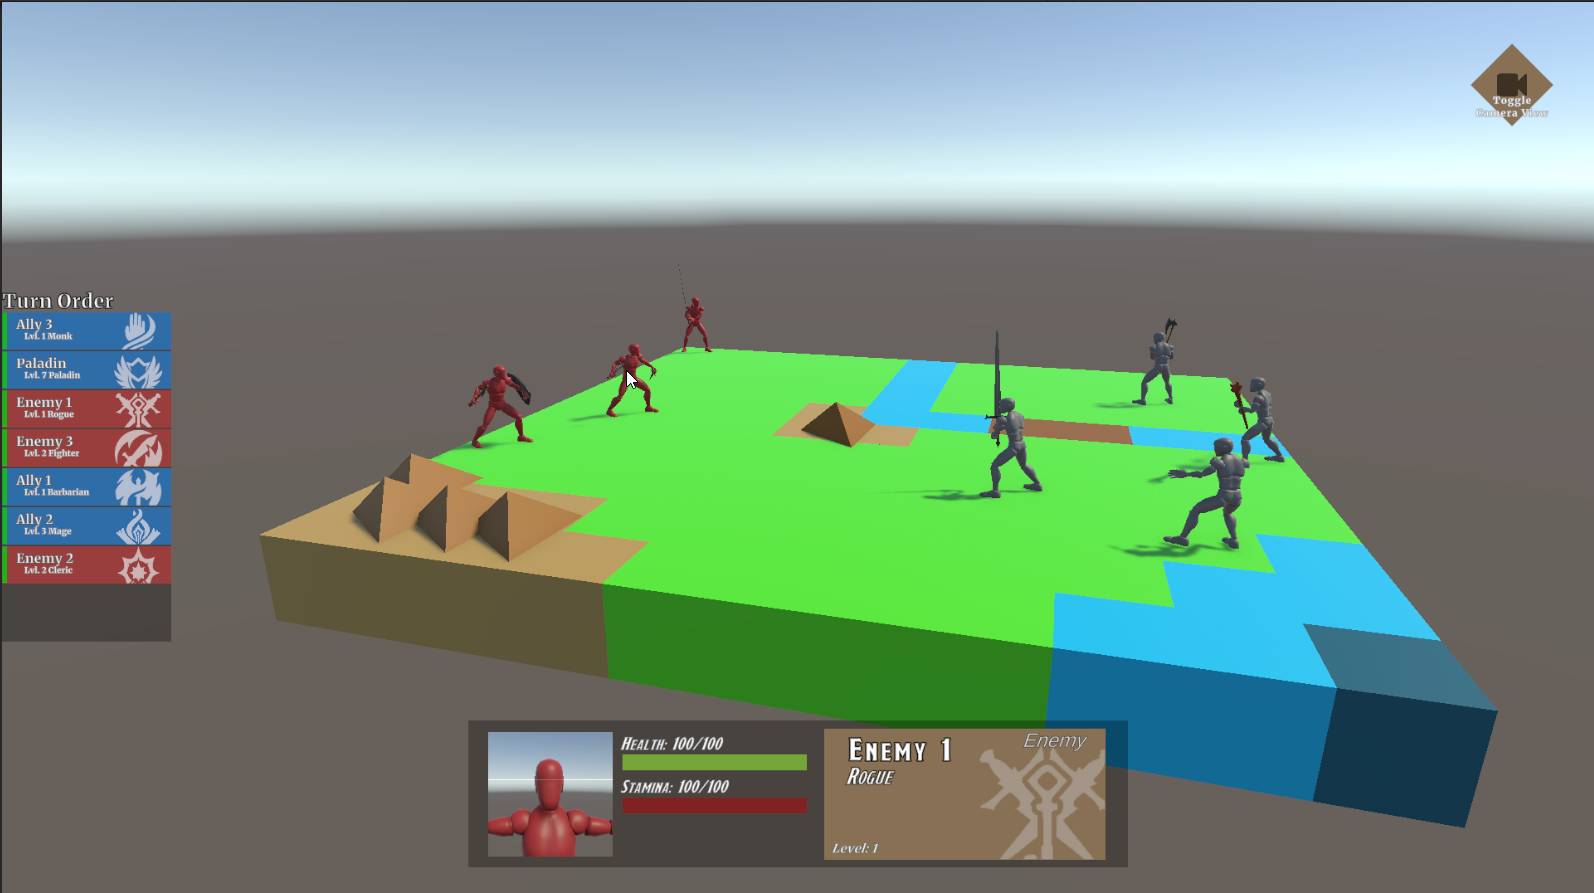 Toggle
Camera View
Turn Order
Ally 3
Lvl. 1 Monk
Paladin
Lvl. 7 Paladin
Enemy 1
Lvl. 1 Rogue
Enemy 3
Lvl. 2 Fighter
Ally 1
Lvl. 1 Barbarian
Ally 2
Lvl. 3 Mage
Enemy 2
Lvl. 2 Cleric
Health: 100/100
Stamina: 100/100
Enemy 1
Enemy
Rogue
Level: 1